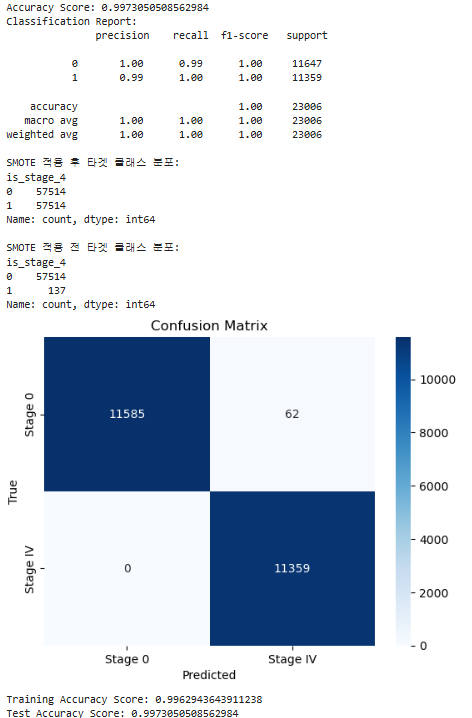 Accuracy Score: 0.9973050508562984
Classification Report:
precision recall f1-score support
0 1.00 0.99 1.00 11647
1 0.99 1.00 1.00 11359
accuracy 1.00 23006
macro avg 1.00 1.00 1.00 23006
weighted avg 1.00 1.00 1.00 23006
SMOTE 적용 후 타겟 클래스 분포:
is_stage_4
0 57514
1 57514
Name: count, dtype: int64
SMOTE 적용 전 타겟 클래스 분포:
is_stage_4
0 57514
1 137
Name: count, dtype: int64
Confusion Matrix
True
Stage 0
11585 62
Stage IV
0 11359
Stage 0 Stage IV
Predicted
10000
8000
6000
4000
2000
0
Training Accuracy Score: 0.9962943643911238
Test Accuracy Score: 0.9973050508562984